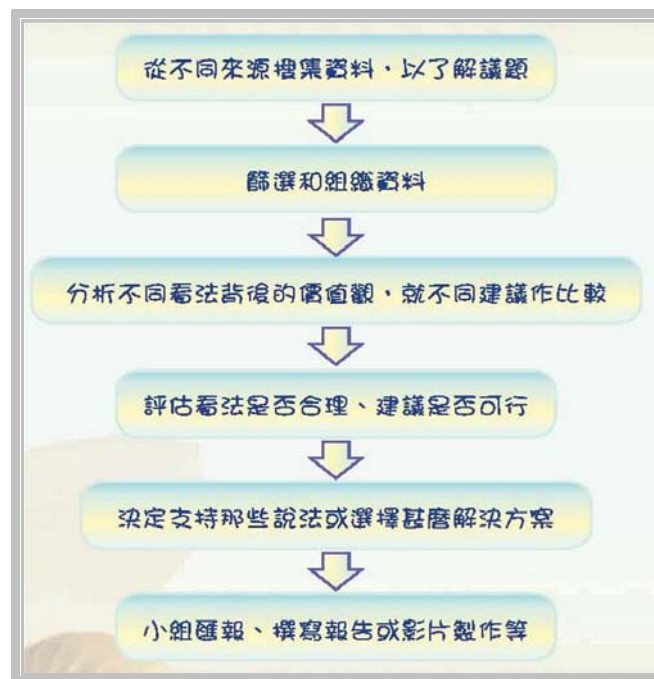 從不同來源搜集資料，以了解議題
篩選和組織資料
分析不同看法背後的價值觀，就不同建議作比較
評估看法是否合理、建議是否可行
決定支持那些說法或選擇甚麼解決方案
小組匯報、撰寫報告或影片製作等